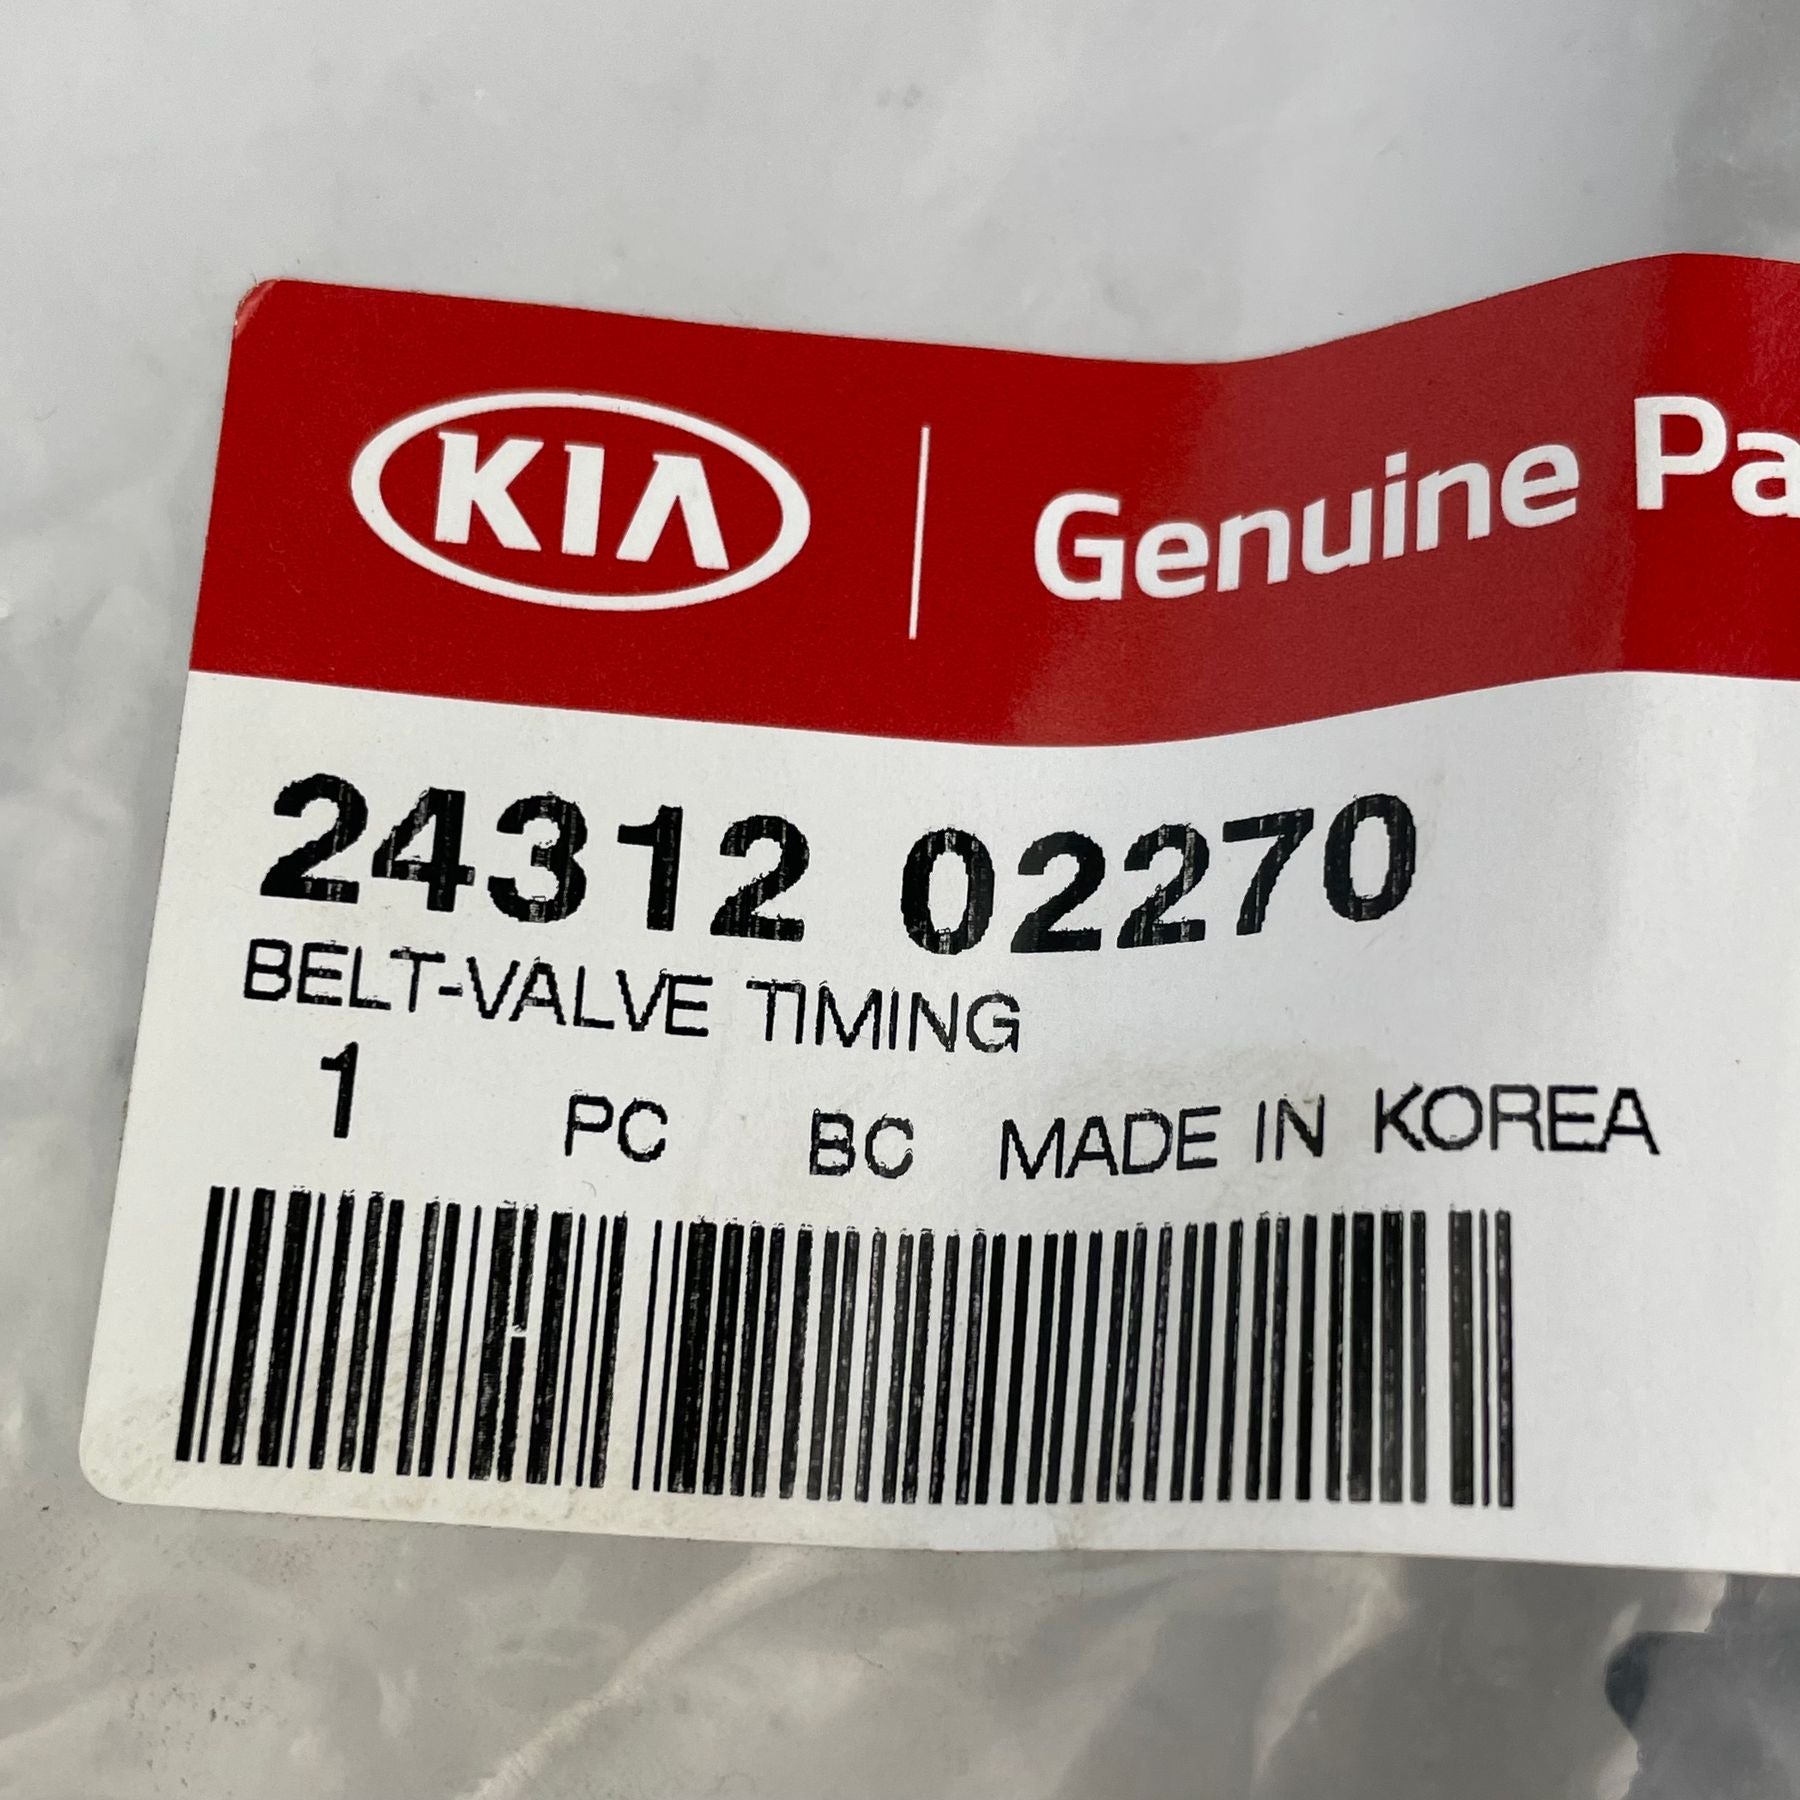 KIA | Genuine Pa
24312 02270
BELT-VALVE TIMING
1 PC BC MADE IN KOREA